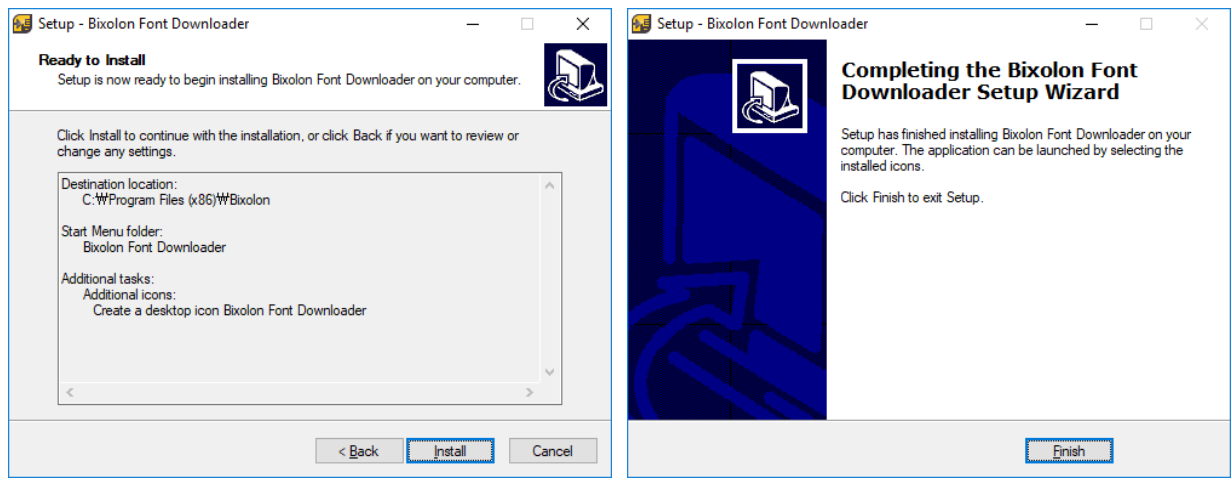 Setup - Bixolon Font Downloader
Ready to Install
Setup is now ready to begin installing Bixolon Font Downloader on your computer.
Click Install to continue with the installation, or click Back if you want to review or
change any settings.
Destination location:
C:₩Program Files (x86)₩Bixolon
Start Menu folder:
Bixolon Font Downloader
Additional tasks:
Additional icons:
Create a desktop icon Bixolon Font Downloader
< Back
Install
Cancel
Setup - Bixolon Font Downloader
Completing the Bixolon Font
Downloader Setup Wizard
Setup has finished installing Bixolon Font Downloader on your
computer. The application can be launched by selecting the
installed icons.
Click Finish to exit Setup.
Finish